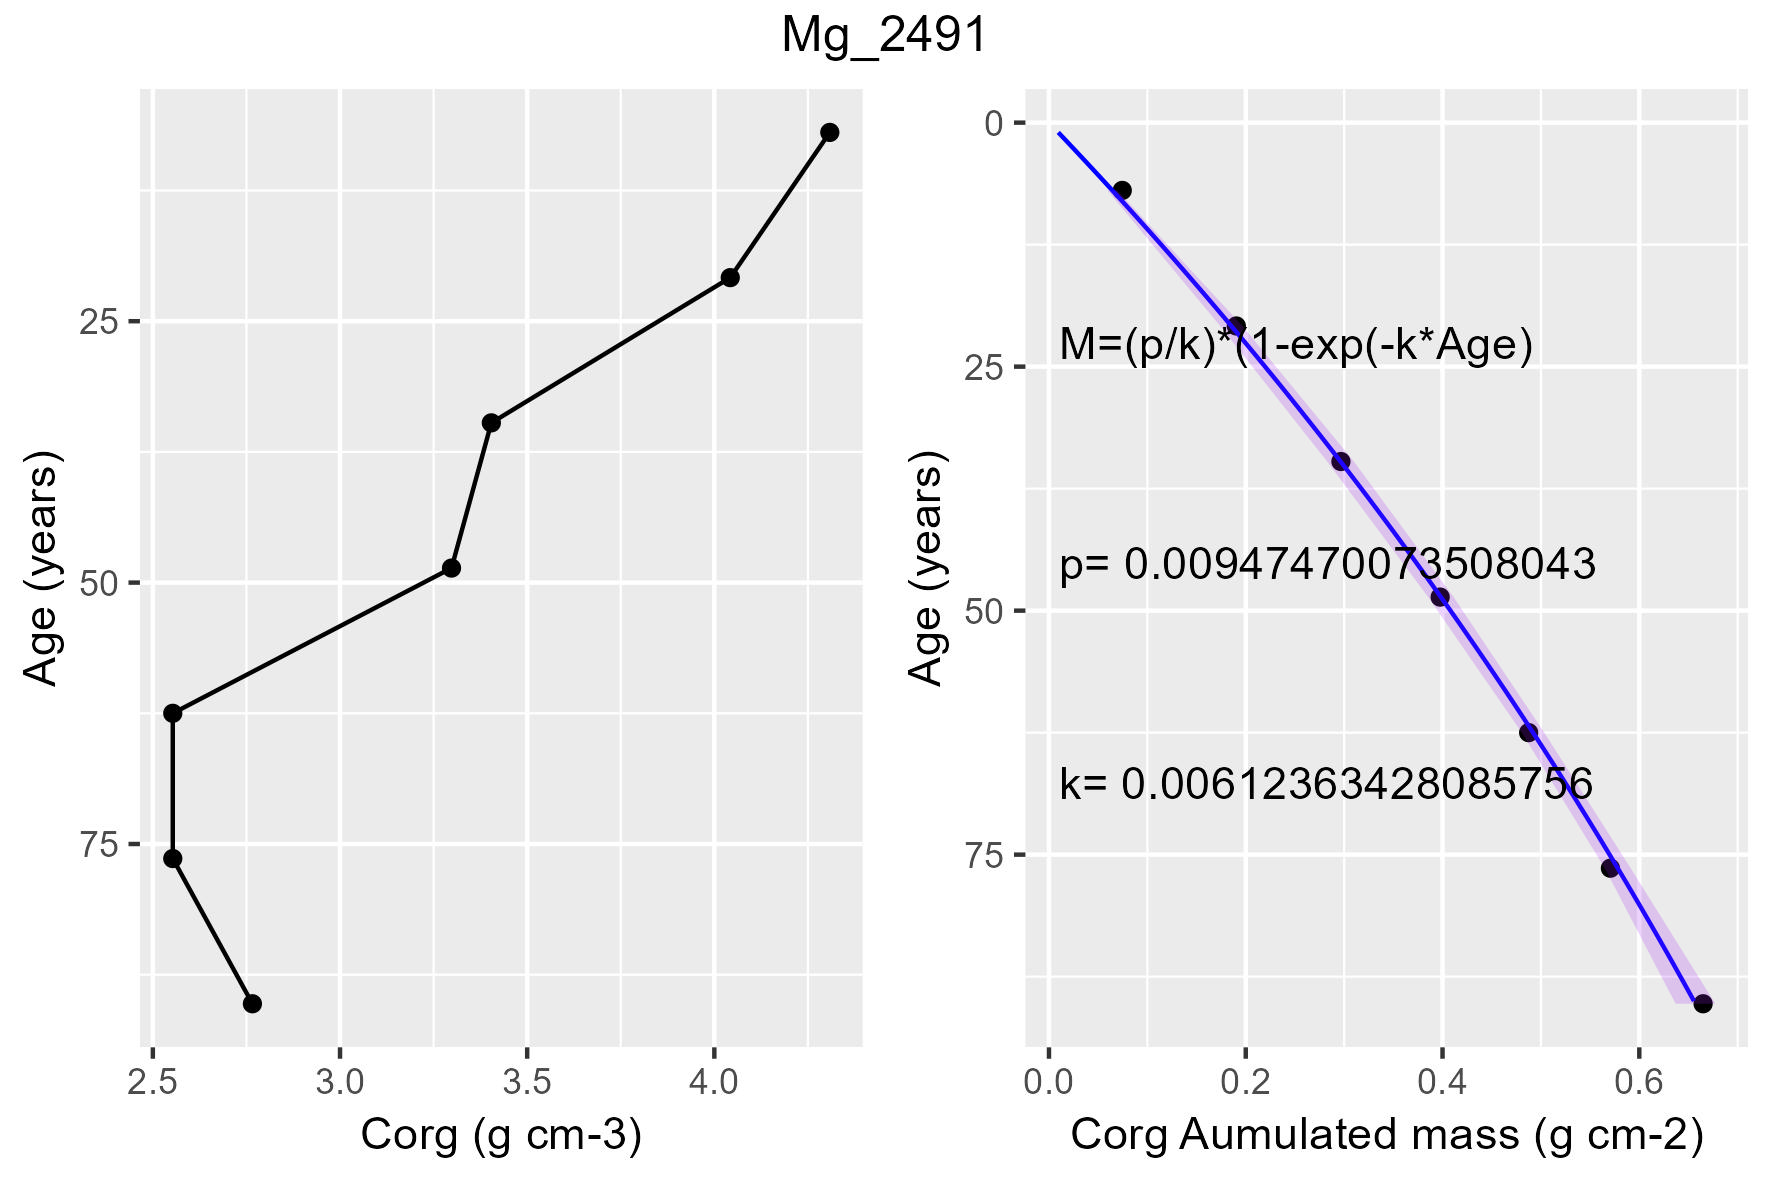 Mg_2491
Age (years)
25
50
75
2.5 3.0 3.5 4.0
Corg (g cm-3)
Age (years)
0
25
50
75
M=(p/k)*(1-exp(-k*Age)
p= 0.00947470073508043
k= 0.00612363428085756
0.0 0.2 0.4 0.6
Corg Aumulated mass (g cm-2)